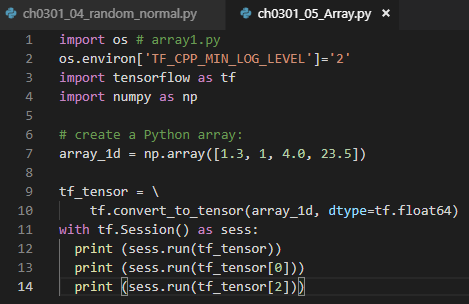 ch0301_04_random_normal.py ch0301_05_Array.py ×
1 import os # array1.py
2 os.environ['TF_CPP_MIN_LOG_LEVEL']='2'
3 import tensorflow as tf
4 import numpy as np
5
6 # create a Python array:
7 array_1d = np.array([1.3, 1, 4.0, 23.5])
8
9 tf_tensor = \
10     tf.convert_to_tensor(array_1d, dtype=tf.float64)
11 with tf.Session() as sess:
12   print (sess.run(tf_tensor))
13   print (sess.run(tf_tensor[0]))
14   print (sess.run(tf_tensor[2]))